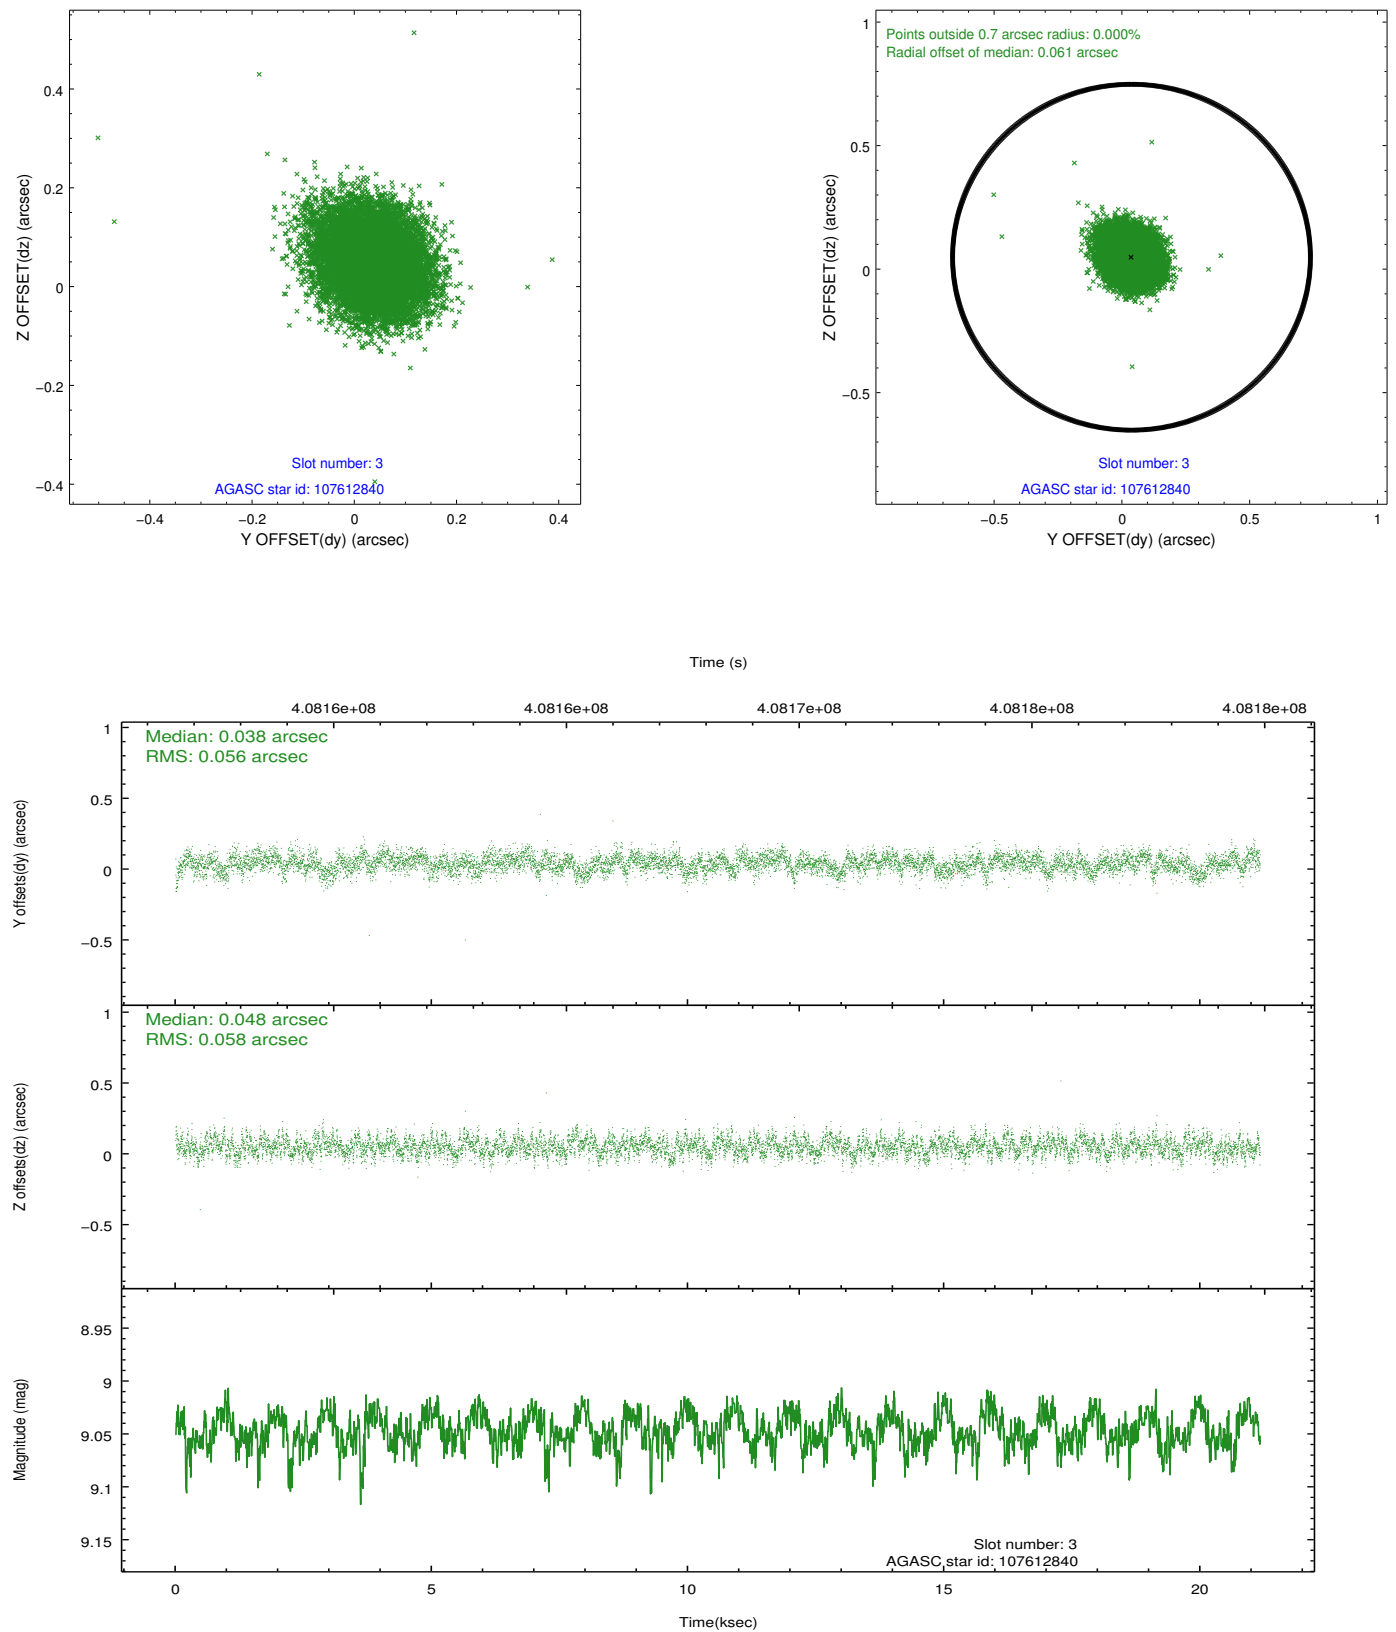 0.4
0.2
0
−0.2
−0.4
Z OFFSET(dz) (arcsec)
Slot number: 3
AGASC star id: 107612840
−0.4 −0.2 0 0.2 0.4
Y OFFSET(dy) (arcsec)
Points outside 0.7 arcsec radius: 0.000%
Radial offset of median: 0.061 arcsec
1
0.5
0
−0.5
Z OFFSET(dz) (arcsec)
Slot number: 3
AGASC star id: 107612840
−0.5 0 0.5 1
Y OFFSET(dy) (arcsec)
Time (s)
4.0816e+08 4.0816e+08 4.0817e+08 4.0818e+08 4.0818e+08
Median: 0.038 arcsec
RMS: 0.056 arcsec
1
0.5
0
−0.5
Y offsets(dy) (arcsec)
Median: 0.048 arcsec
RMS: 0.058 arcsec
1
0.5
0
−0.5
Z offsets(dz) (arcsec)
8.95
9
9.05
9.1
9.15
Magnitude (mag)
Slot number: 3
AGASC star id: 107612840
0 5 10 15 20
Time(ksec)